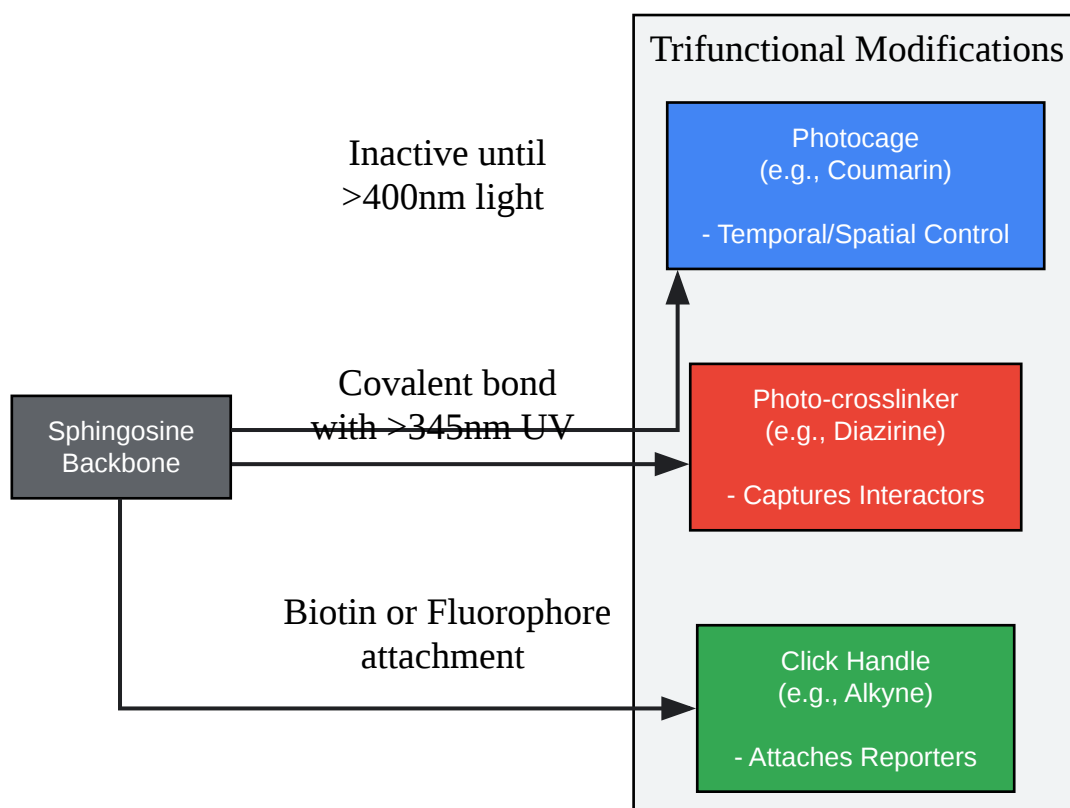 Trifunctional Modifications
Photocage
(e.g., Coumarin)
- Temporal/Spatial Control
Inactive until
>400nm light
Covalent bond
with >345nm UV
Photo-crosslinker
(e.g., Diazirine)
- Captures Interactors
Sphingosine
Backbone
Biotin or Fluorophore
attachment
Click Handle
(e.g., Alkyne)
- Attaches Reporters